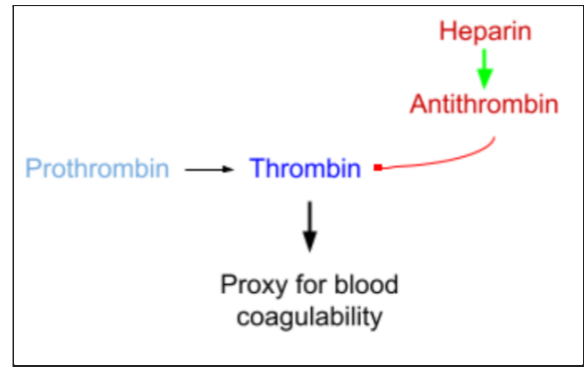 Heparin
Antithrombin
Prothrombin
Thrombin
Proxy for blood
coagulability